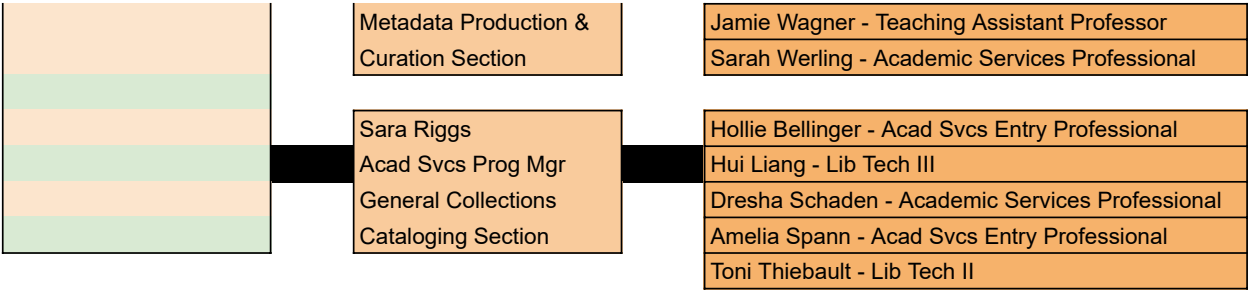 Metadata Production &
Curation Section
Jamie Wagner - Teaching Assistant Professor
Sarah Werling - Academic Services Professional
Sara Riggs
Acad Svcs Prog Mgr
General Collections
Cataloging Section
Hollie Bellinger - Acad Svcs Entry Professional
Hui Liang - Lib Tech III
Dresha Schaden - Academic Services Professional
Amelia Spann - Acad Svcs Entry Professional
Toni Thiebault - Lib Tech II